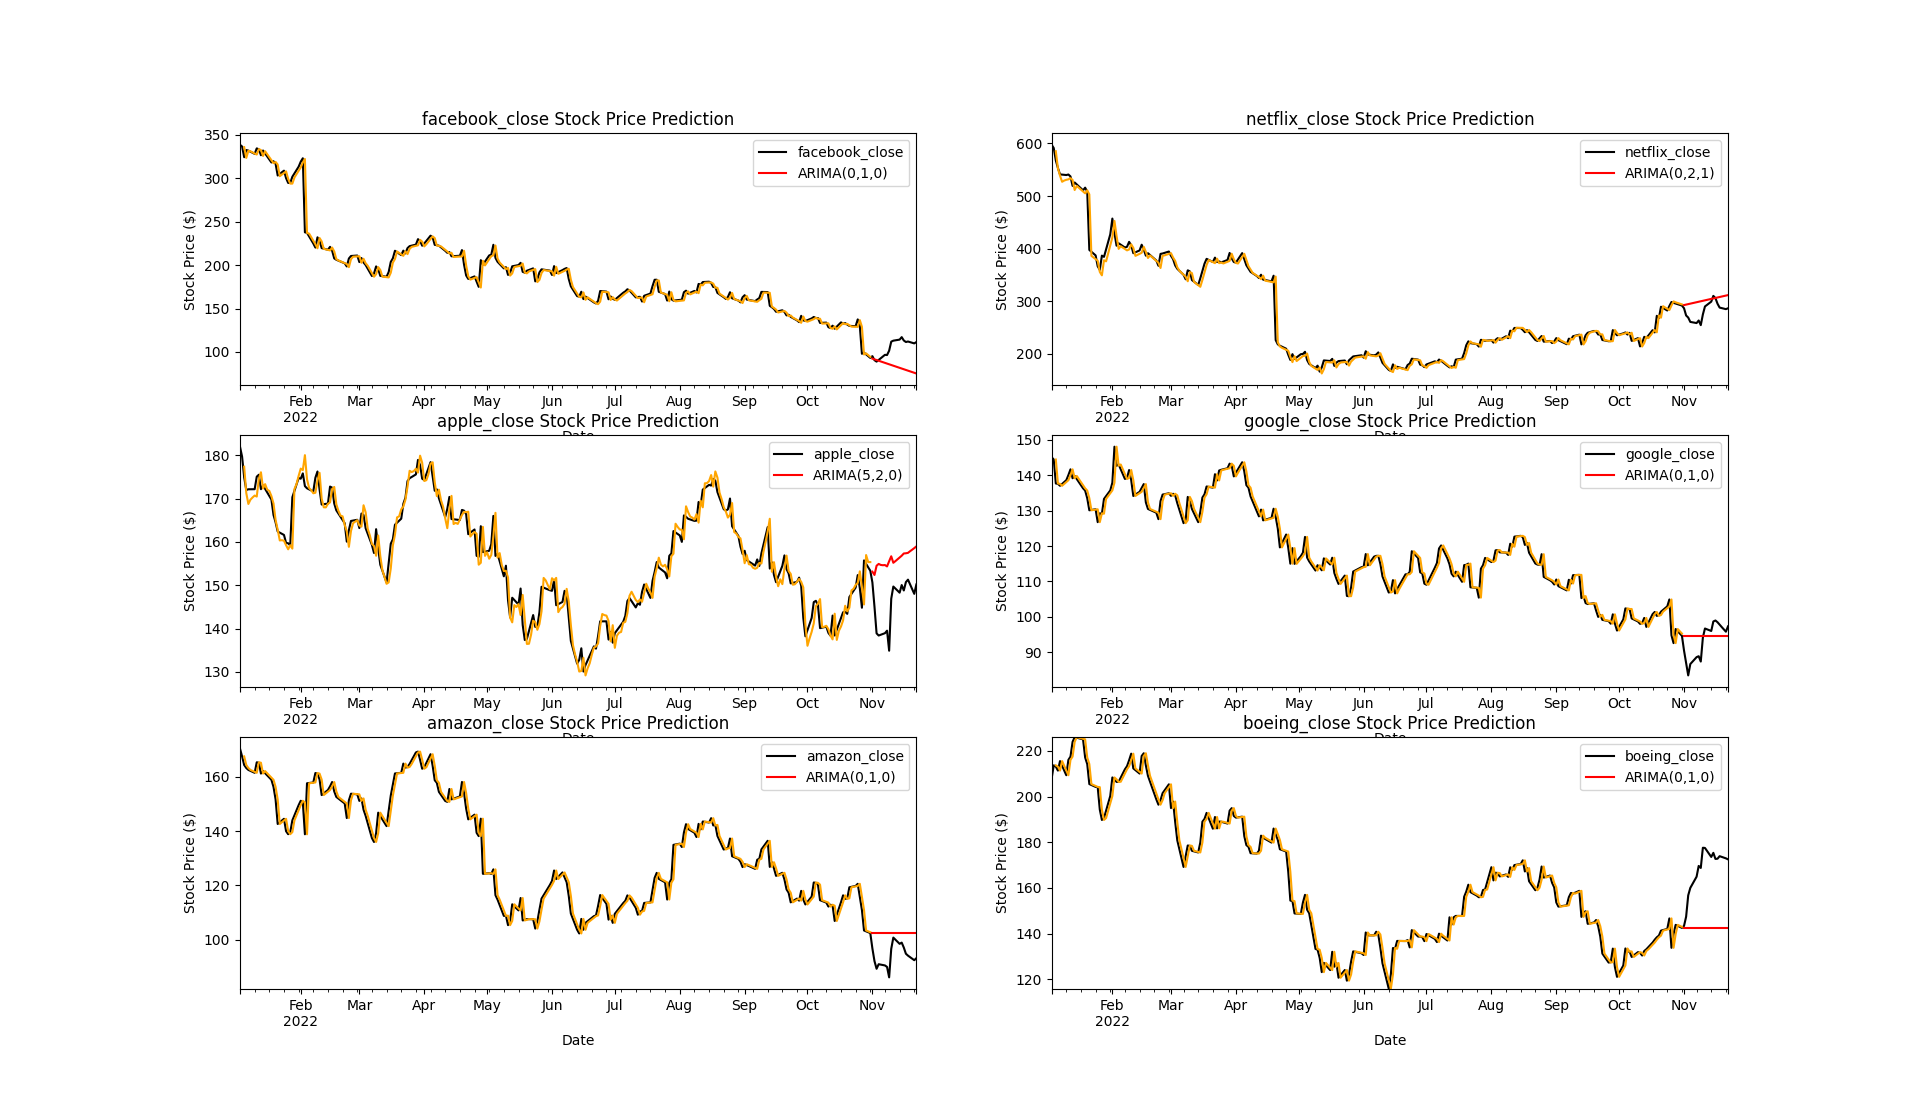 facebook_close Stock Price Prediction
350
300
250
200
150
100
Stock Price ($)
facebook_close
ARIMA(0,1,0)
Feb Mar Apr May Jun Jul Aug Sep Oct Nov
2022
netflix_close Stock Price Prediction
600
500
400
300
200
Stock Price ($)
netflix_close
ARIMA(0,2,1)
Feb Mar Apr May Jun Jul Aug Sep Oct Nov
2022
apple_close Stock Price Prediction
180
170
160
150
140
130
Stock Price ($)
apple_close
ARIMA(5,2,0)
Feb Mar Apr May Jun Jul Aug Sep Oct Nov
2022
google_close Stock Price Prediction
150
140
130
120
110
100
90
Stock Price ($)
google_close
ARIMA(0,1,0)
Feb Mar Apr May Jun Jul Aug Sep Oct Nov
2022
amazon_close Stock Price Prediction
160
140
120
100
Stock Price ($)
amazon_close
ARIMA(0,1,0)
Feb Mar Apr May Jun Jul Aug Sep Oct Nov
2022
Date
boeing_close Stock Price Prediction
220
200
180
160
140
120
Stock Price ($)
boeing_close
ARIMA(0,1,0)
Feb Mar Apr May Jun Jul Aug Sep Oct Nov
2022
Date